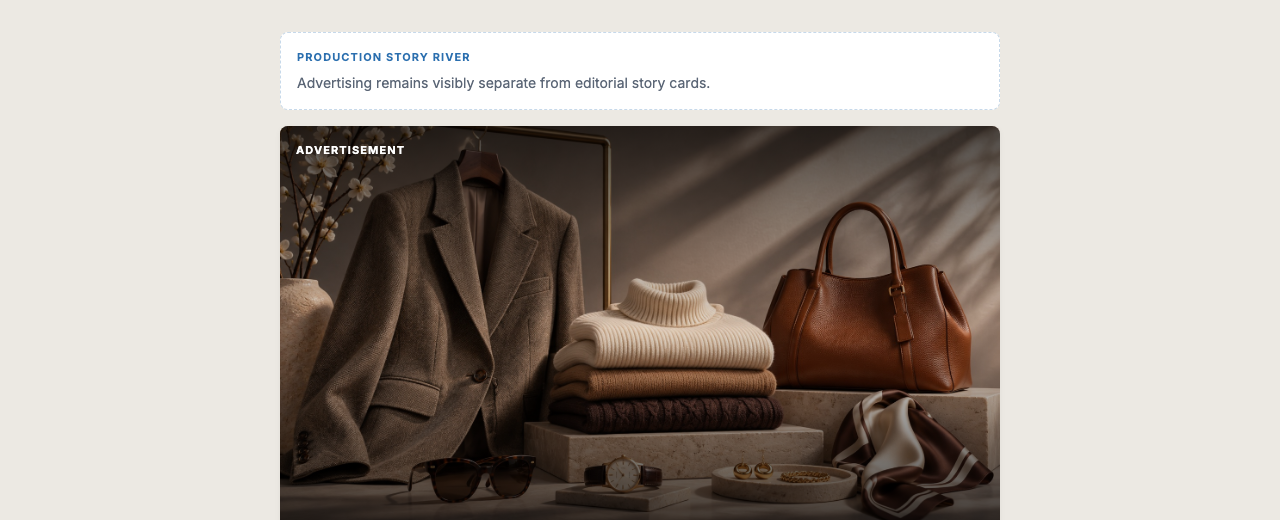 PRODUCTION STORY RIVER
Advertising remains visibly separate from editorial story cards.
ADVERTISEMENT